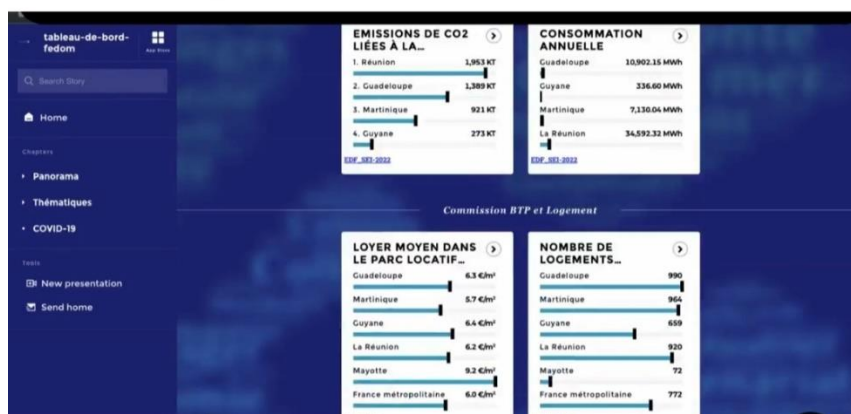 tableau-de-bord-
fedom
App Store
Search Story
Home
Chapters
Panorama
Thématiques
COVID-19
Tools
New presentation
Send home
EMISSIONS DE CO2
LIÉES À LA...
1. Réunion 1,953 KT
2. Guadeloupe 1,389 KT
3. Martinique 921 KT
4. Guyane 273 KT
EDF_SEI-2022
CONSOMMATION
ANNUELLE
Guadeloupe 10,902.15 MWh
Guyane 336.60 MWh
Martinique 7,130.04 MWh
La Réunion 34,592.32 MWh
EDF_SEI-2022
Commission BTP et Logement
LOYER MOYEN DANS
LE PARC LOCATIF...
Guadeloupe 6.3 €/m²
Martinique 5.7 €/m²
Guyane 6.4 €/m²
La Réunion 6.2 €/m²
Mayotte 9.2 €/m²
France métropolitaine 6.0 €/m²
NOMBRE DE
LOGEMENTS...
Guadeloupe 990
Martinique 964
Guyane 659
La Réunion 920
Mayotte 72
France métropolitaine 772